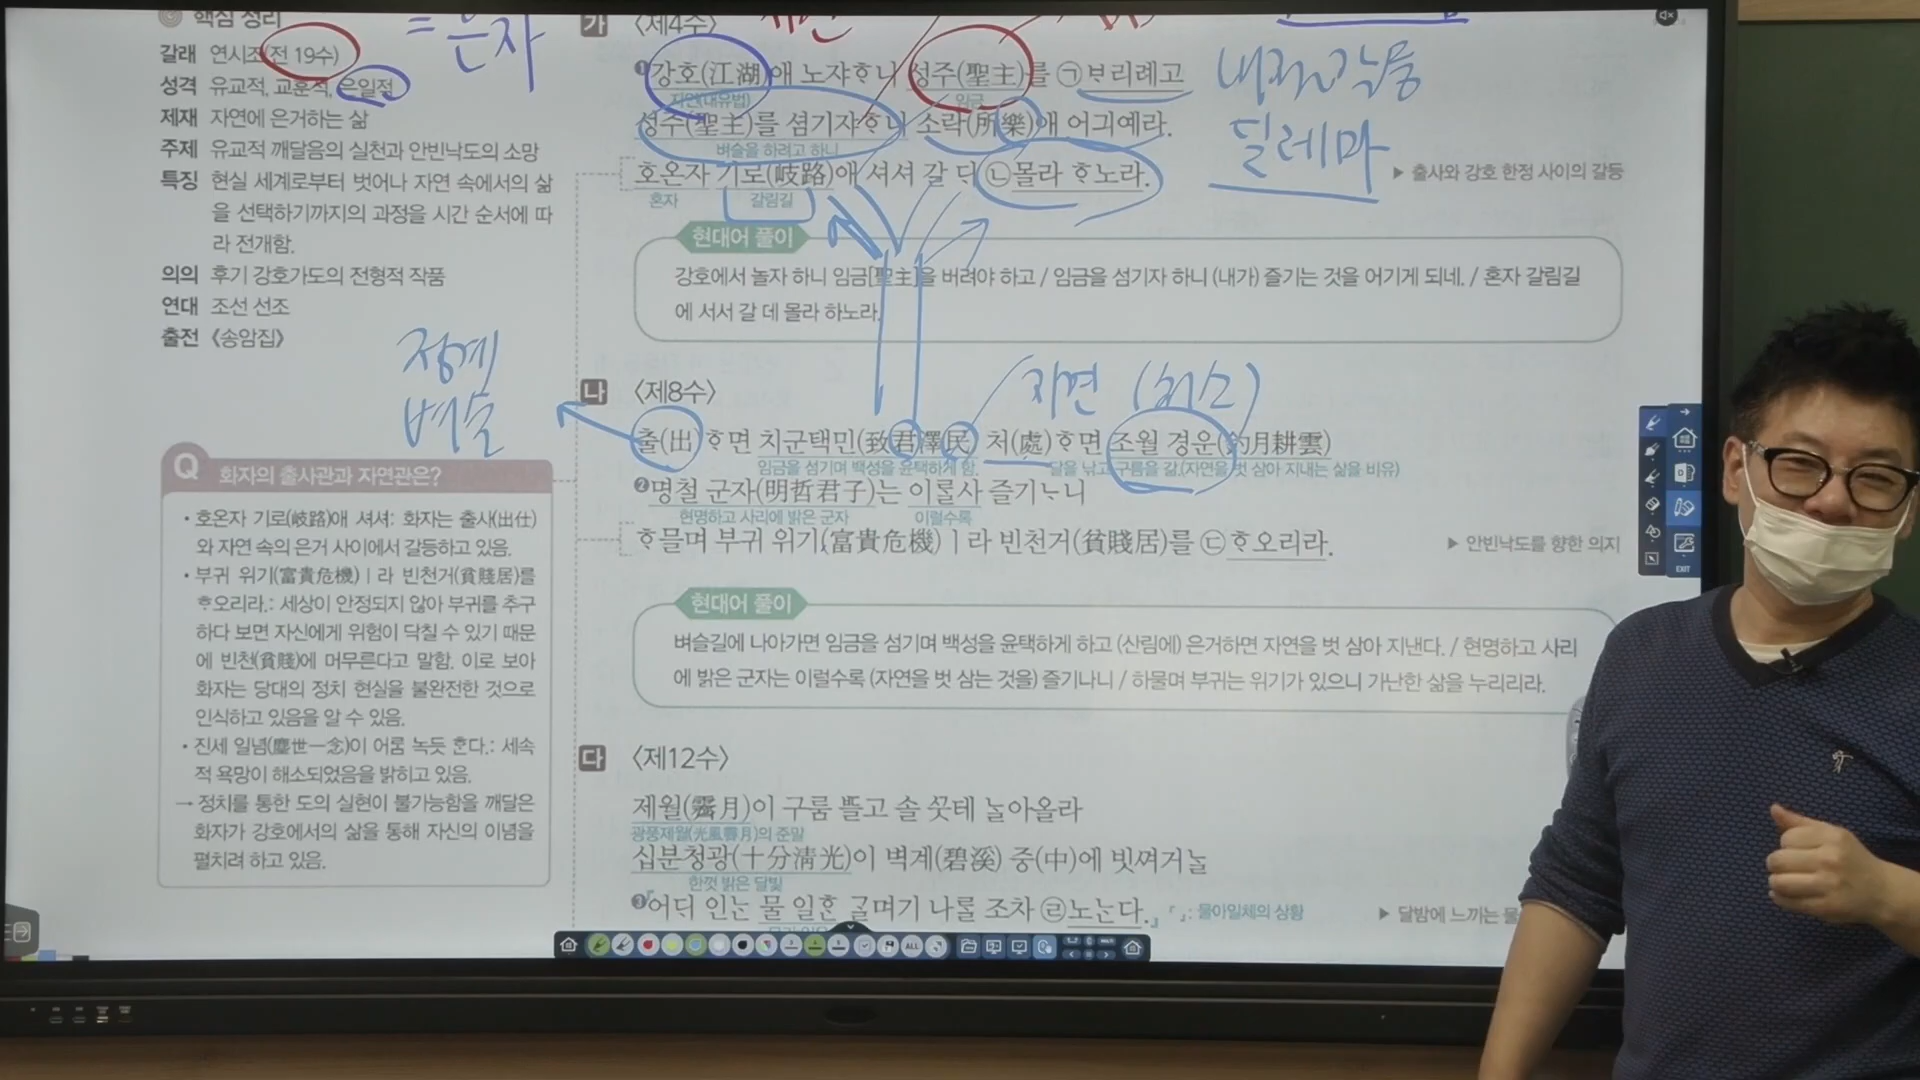 핵심 정리
갈래 연시조(전 19수)
성격 유교적, 교훈적, 은일적
제재 자연에 은거하는 삶
주제 유교적 깨달음의 실천과 안빈낙도의 소망
특징 현실 세계로부터 벗어나 자연 속에서의 삶
을 선택하기까지의 과정을 시간 순서에 따
라 전개함.
의의 후기 강호가도의 전형적 작품
연대 조선 선조
출전 《송암집》
= 은자
정계
벼슬
Q 화자의 출사관과 자연관은?
• 호온자 기로(岐路)애 셔셔: 화자는 출사(出仕)
와 자연 속의 은거 사이에서 갈등하고 있음.
• 부귀 위기(富貴危機)ㅣ라 빈천거(貧賤居)를
ᄒᆞ오리라.: 세상이 안정되지 않아 부귀를 추구
하다 보면 자신에게 위험이 닥칠 수 있기 때문
에 빈천(貧賤)에 머무른다고 말함. 이로 보아
화자는 당대의 정치 현실을 불완전한 것으로
인식하고 있음을 알 수 있음.
• 진세 일념(塵世一念)이 어룸 녹듯 ᄒᆞᆫ다.: 세속
적 욕망이 해소되었음을 밝히고 있음.
→ 정치를 통한 도의 실현이 불가능함을 깨달은
화자가 강호에서의 삶을 통해 자신의 이념을
펼치려 하고 있음.
가 〈제4수〉
❶강호(江湖)애 노쟈ᄒᆞ니 성주(聖主)를 ㉠ᄇᆞ리례고
자연(대유법) 임금
성주(聖主)를 셤기쟈ᄒᆞ니 소락(所樂)애 어긔예라.
벼슬을 하려고 하니
호온자 기로(岐路)애 셔셔 갈 ᄃᆡ ㉡몰라 ᄒᆞ노라.
혼자 갈림길
▶ 출사와 강호 한정 사이의 갈등
내적 갈등
딜레마
현대어 풀이
강호에서 놀자 하니 임금[聖主]을 버려야 하고 / 임금을 섬기자 하니 (내가) 즐기는 것을 어기게 되네. / 혼자 갈림길
에 서서 갈 데 몰라 하노라.
자연 (취소)
나 〈제8수〉
출(出)ᄒᆞ면 치군택민(致君澤民) 처(處)ᄒᆞ면 조월 경운(釣月耕雲)
임금을 섬기며 백성을 윤택하게 함. 달을 낚고 구름을 갊.(자연을 벗 삼아 지내는 삶을 비유)
❷명철 군자(明哲君子)는 이룰사 즐기ᄂᆞ니
현명하고 사리에 밝은 군자 이럴수록
ᄒᆞ믈며 부귀 위기(富貴危機)ㅣ라 빈천거(貧賤居)를 ㉢ᄒᆞ오리라.
▶ 안빈낙도를 향한 의지
현대어 풀이
벼슬길에 나아가면 임금을 섬기며 백성을 윤택하게 하고 (산림에) 은거하면 자연을 벗 삼아 지낸다. / 현명하고 사리
에 밝은 군자는 이럴수록 (자연을 벗 삼는 것을) 즐기나니 / 하물며 부귀는 위기가 있으니 가난한 삶을 누리리라.
다 〈제12수〉
제월(霽月)이 구룸 ᄠᅳᆯ고 솔 ᄭᅳᆺ테 ᄂᆞᆯ아올라
광풍제월(光風霽月)의 준말
십분청광(十分淸光)이 벽계(碧溪) 중(中)에 빗ᄭᅧ거ᄂᆞᆯ
한껏 밝은 달빛
❸『어ᄃᆡ 인ᄂᆞᆫ 물 일흔 ᄀᆞᆯ며기 나ᄅᆞᆯ 조차 ㉣노ᄂᆞᆫ다.』
『 』: 물아일체의 상황
▶ 달밤에 느끼는 물
ALL
EXIT